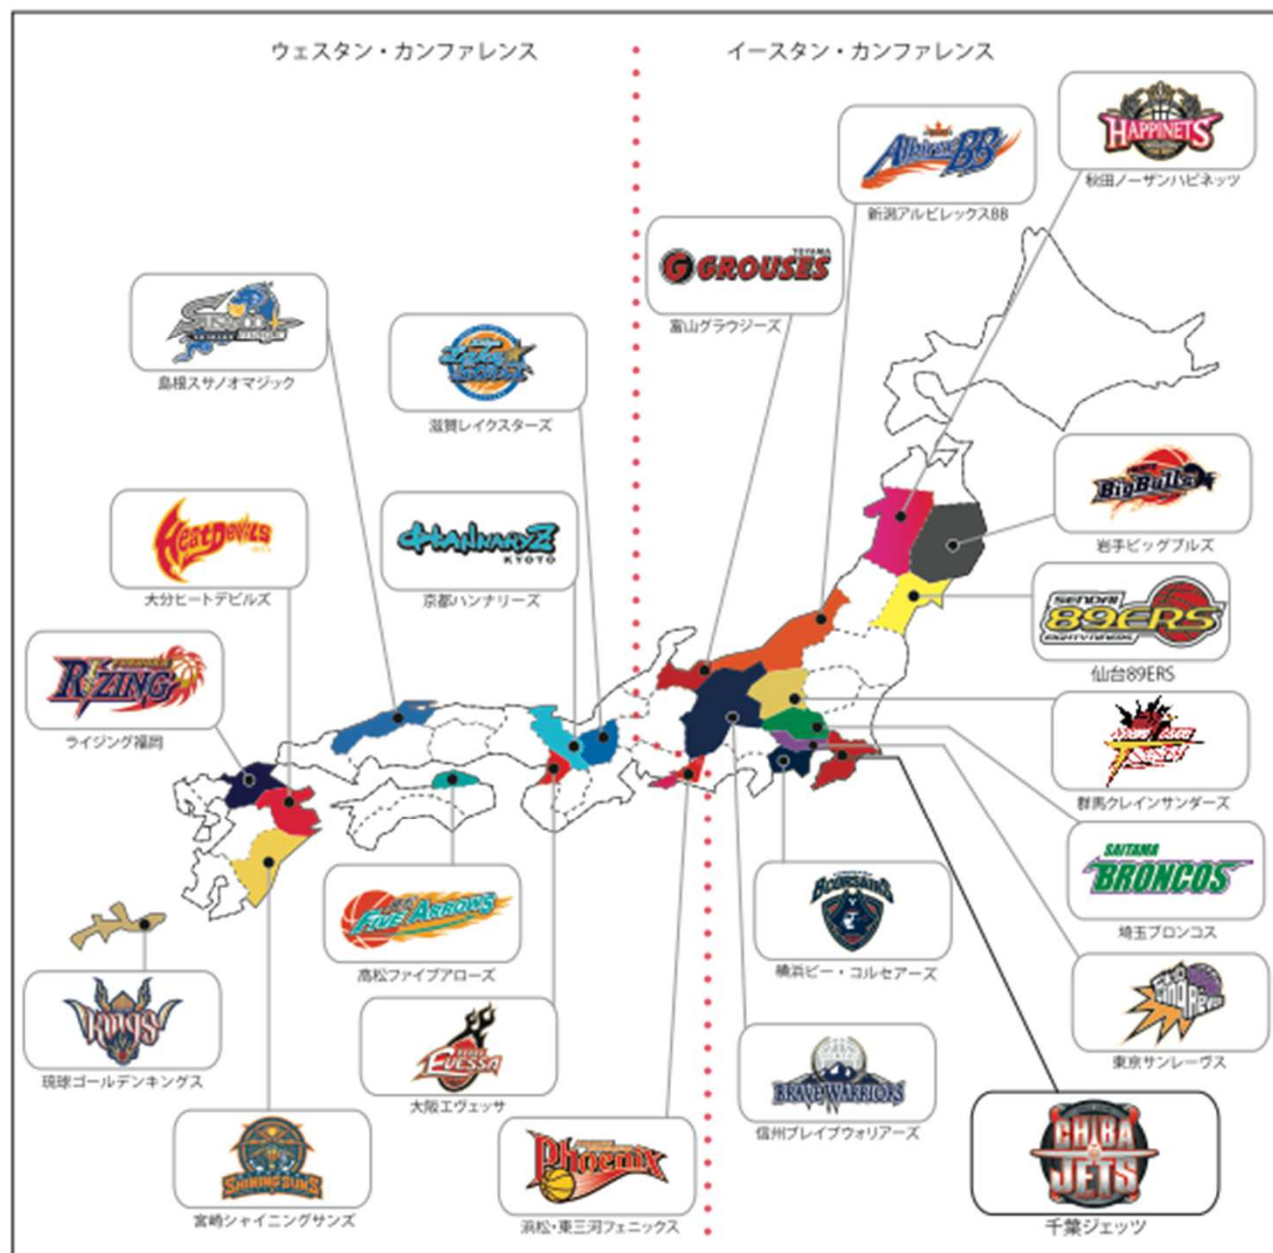 ウェスタン・カンファレンス
イースタン・カンファレンス
HAPPINETS
秋田ノーザンハピネッツ
Albirex BB
新潟アルビレックスBB
TOYAMA
G GROUSES
富山グラウジーズ
島根スサノオマジック
滋賀レイクスターズ
BigBulls
岩手ビッグブルズ
HeatDevils
大分ヒートデビルズ
HANNARYZ
KYOTO
京都ハンナリーズ
SENDAI
89ERS
EIGHTY NINERS
仙台89ERS
RIZING
ライジング福岡
群馬クレインサンダーズ
SAITAMA
BRONCOS
埼玉ブロンコス
FIVE ARROWS
高松ファイブアローズ
CORSAIRS
横浜ビー・コルセアーズ
東京サンレーヴス
Kings
琉球ゴールデンキングス
EVESSA
大阪エヴェッサ
BRAVE WARRIORS
信州ブレイブウォリアーズ
SHINING SUNS
宮崎シャイニングサンズ
PHoenix
浜松・東三河フェニックス
CHIBA
JETS
千葉ジェッツ